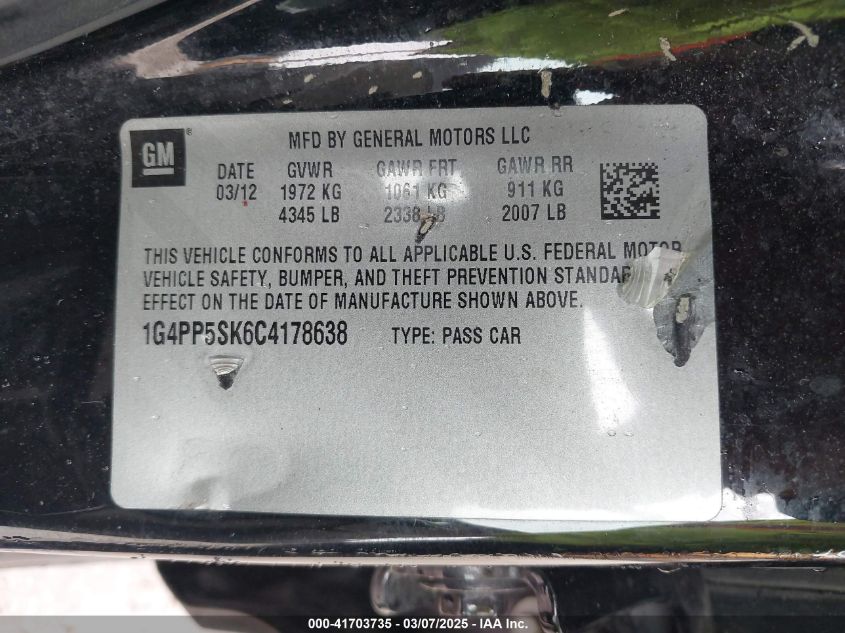 GM
®
MFD BY GENERAL MOTORS LLC
DATE GVWR GAWR FRT GAWR RR
03/12 1972 KG 1061 KG 911 KG
4345 LB 2338 LB 2007 LB
THIS VEHICLE CONFORMS TO ALL APPLICABLE U.S. FEDERAL MOTOR
VEHICLE SAFETY, BUMPER, AND THEFT PREVENTION
EFFECT ON THE DATE OF MANUFACTURE SHOWN ABOVE.
1G4PP5SK6C4178638 TYPE: PASS CAR
000-41703735 - 03/07/2025 - IAA Inc.